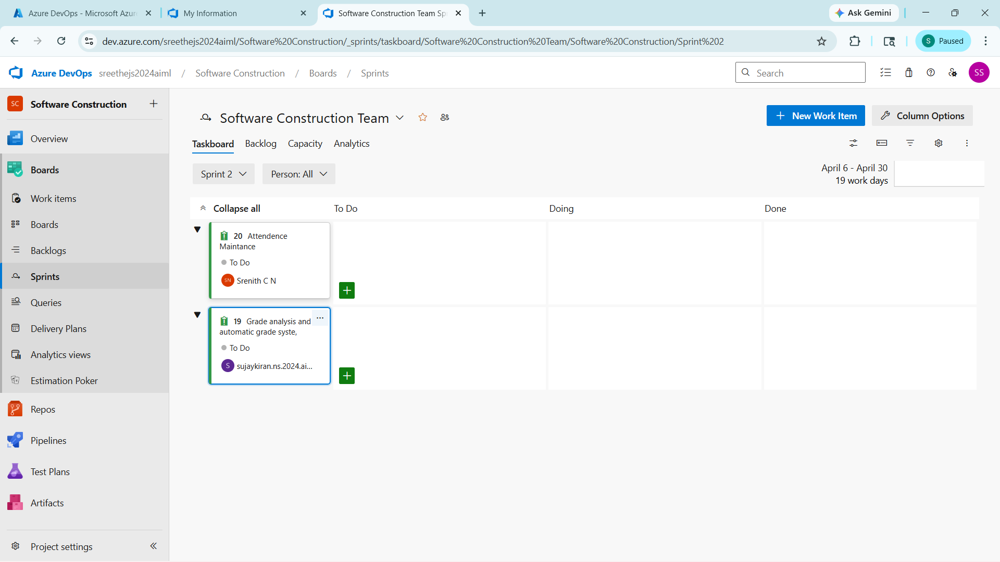 Azure DevOps - Microsoft Azur
My Information
Software Construction Team Sp
Ask Gemini
dev.azure.com/sreethejs2024aiml/Software%20Construction/_sprints/taskboard/Software%20Construction%20Team/Software%20Construction/Sprint%202
S
Paused
Azure DevOps
sreethejs2024aiml / Software Construction / Boards / Sprints
Search
SS
SC
Software Construction
Overview
Boards
Work items
Boards
Backlogs
Sprints
Queries
Delivery Plans
Analytics views
Estimation Poker
Repos
Pipelines
Test Plans
Artifacts
Project settings
Software Construction Team
New Work Item
Column Options
Taskboard
Backlog
Capacity
Analytics
Sprint 2
Person: All
April 6 - April 30
19 work days
Collapse all
To Do
Doing
Done
20 Attendence
Maintance
To Do
SN
Srenith C N
19 Grade analysis and
automatic grade syste,
To Do
S
sujaykiran.ns.2024.ai...